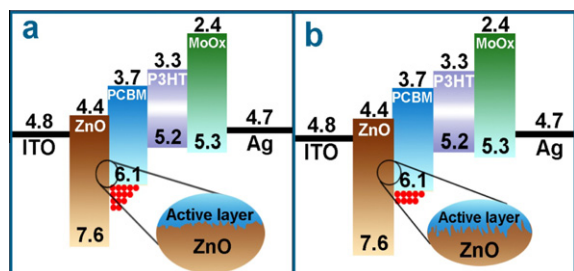 a
2.4
MoOx
3.3
P3HT
3.7
PCBM
4.4
ZnO
4.8
ITO
4.7
Ag
5.2
5.3
6.1
7.6
Active layer
ZnO
b
2.4
MoOx
3.3
P3HT
3.7
PCBM
4.4
ZnO
4.8
ITO
4.7
Ag
5.2
5.3
6.1
7.6
Active layer
ZnO